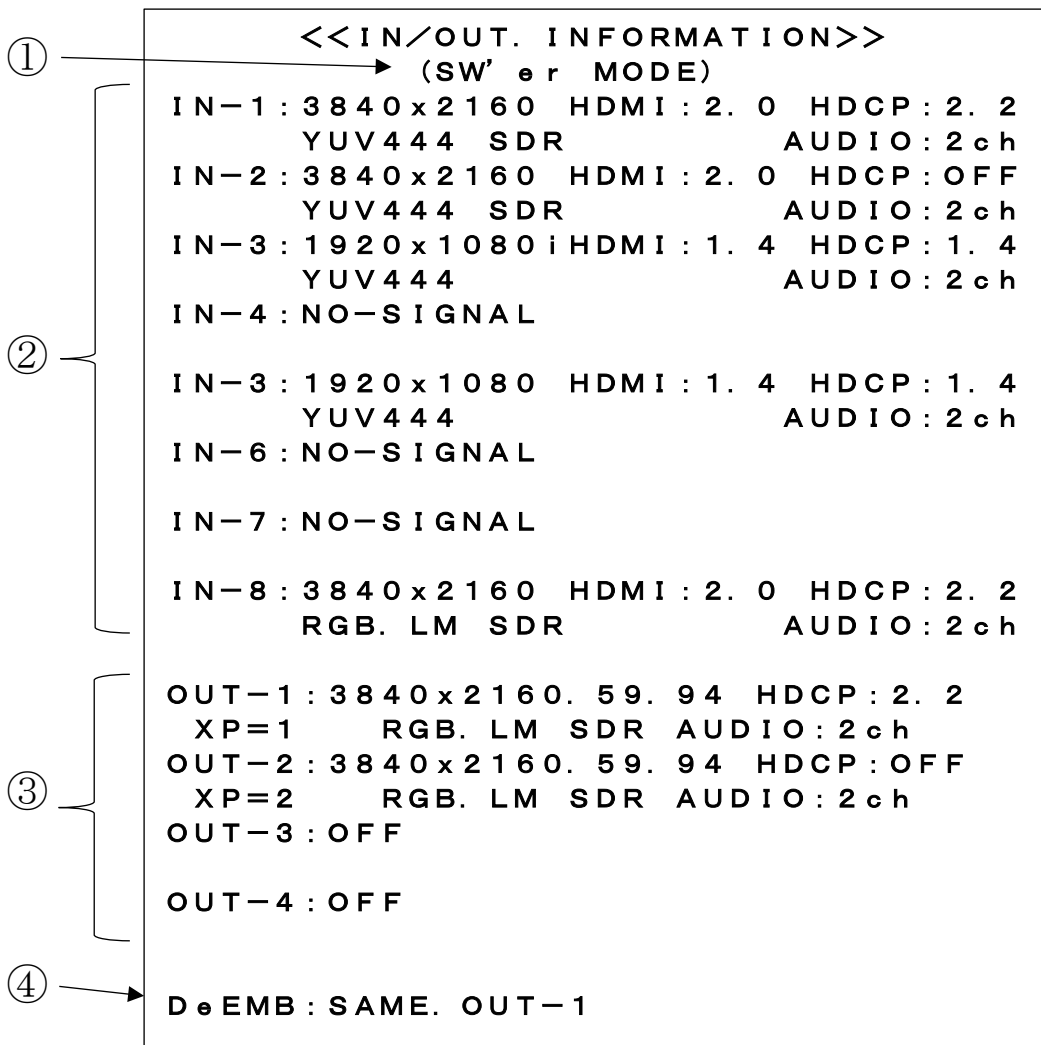 <<IN/OUT. INFORMATION>>
① (SW'er MODE)
IN-1:3840x2160 HDMI:2.0 HDCP:2.2
YUV444 SDR AUDIO:2ch
IN-2:3840x2160 HDMI:2.0 HDCP:OFF
YUV444 SDR AUDIO:2ch
IN-3:1920x1080iHDMI:1.4 HDCP:1.4
YUV444 AUDIO:2ch
IN-4:NO-SIGNAL
②
IN-3:1920x1080 HDMI:1.4 HDCP:1.4
YUV444 AUDIO:2ch
IN-6:NO-SIGNAL
IN-7:NO-SIGNAL
IN-8:3840x2160 HDMI:2.0 HDCP:2.2
RGB.LM SDR AUDIO:2ch
OUT-1:3840x2160.59.94 HDCP:2.2
XP=1 RGB.LM SDR AUDIO:2ch
OUT-2:3840x2160.59.94 HDCP:OFF
③ XP=2 RGB.LM SDR AUDIO:2ch
OUT-3:OFF
OUT-4:OFF
④ DeEMB:SAME.OUT-1